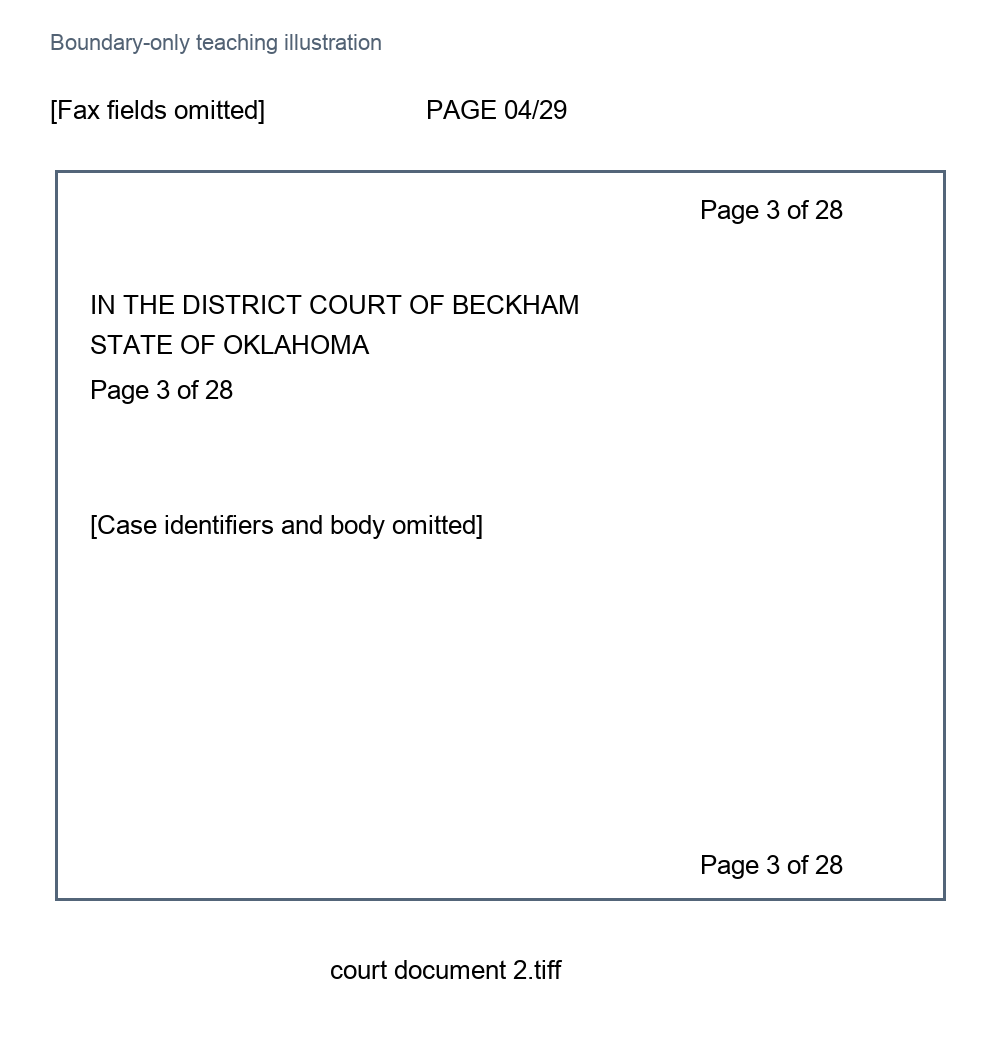 Boundary-only teaching illustration
[Fax fields omitted] PAGE 04/29
Page 3 of 28
IN THE DISTRICT COURT OF BECKHAM
STATE OF OKLAHOMA
Page 3 of 28
[Case identifiers and body omitted]
Page 3 of 28
court document 2.tiff